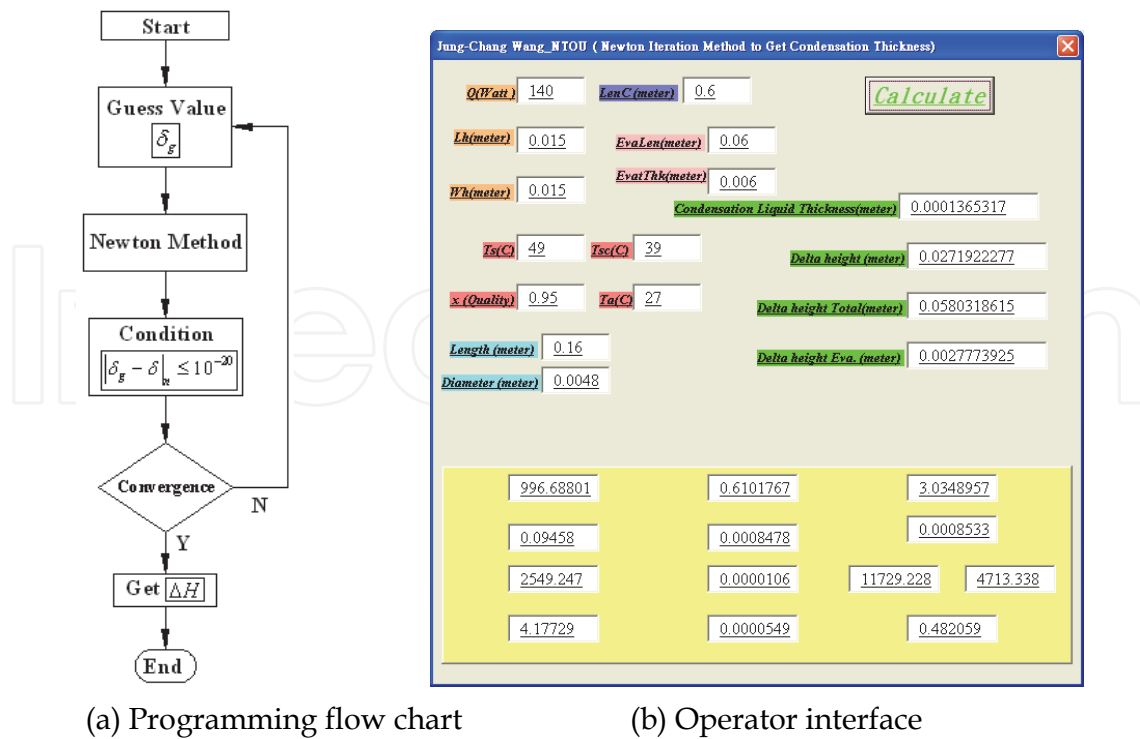 Start
Guess Value
δg
Newton Method
Condition
|δg − δ|n ≤ 10⁻²⁰
Convergence
N
Y
Get ΔH
End
(a) Programming flow chart
Jung-Chang Wang_NTOU ( Newton Iteration Method to Get Condensation Thickness)
Q(Watt ) 140 LenC (meter) 0.6
Calculate
Lh(meter) 0.015 EvaLen(meter) 0.06
Wh(meter) 0.015 EvatThk(meter) 0.006
Condensation Liquid Thickness(meter) 0.0001365317
Ts(C) 49 Tsc(C) 39 Delta height (meter) 0.0271922277
x (Quality) 0.95 Ta(C) 27 Delta height Total(meter) 0.0580318615
Length (meter) 0.16 Delta height Eva. (meter) 0.0027773925
Diameter (meter) 0.0048
996.68801 0.6101767 3.0348957
0.09458 0.0008478 0.0008533
2549.247 0.0000106 11729.228 4713.338
4.17729 0.0000549 0.482059
(b) Operator interface